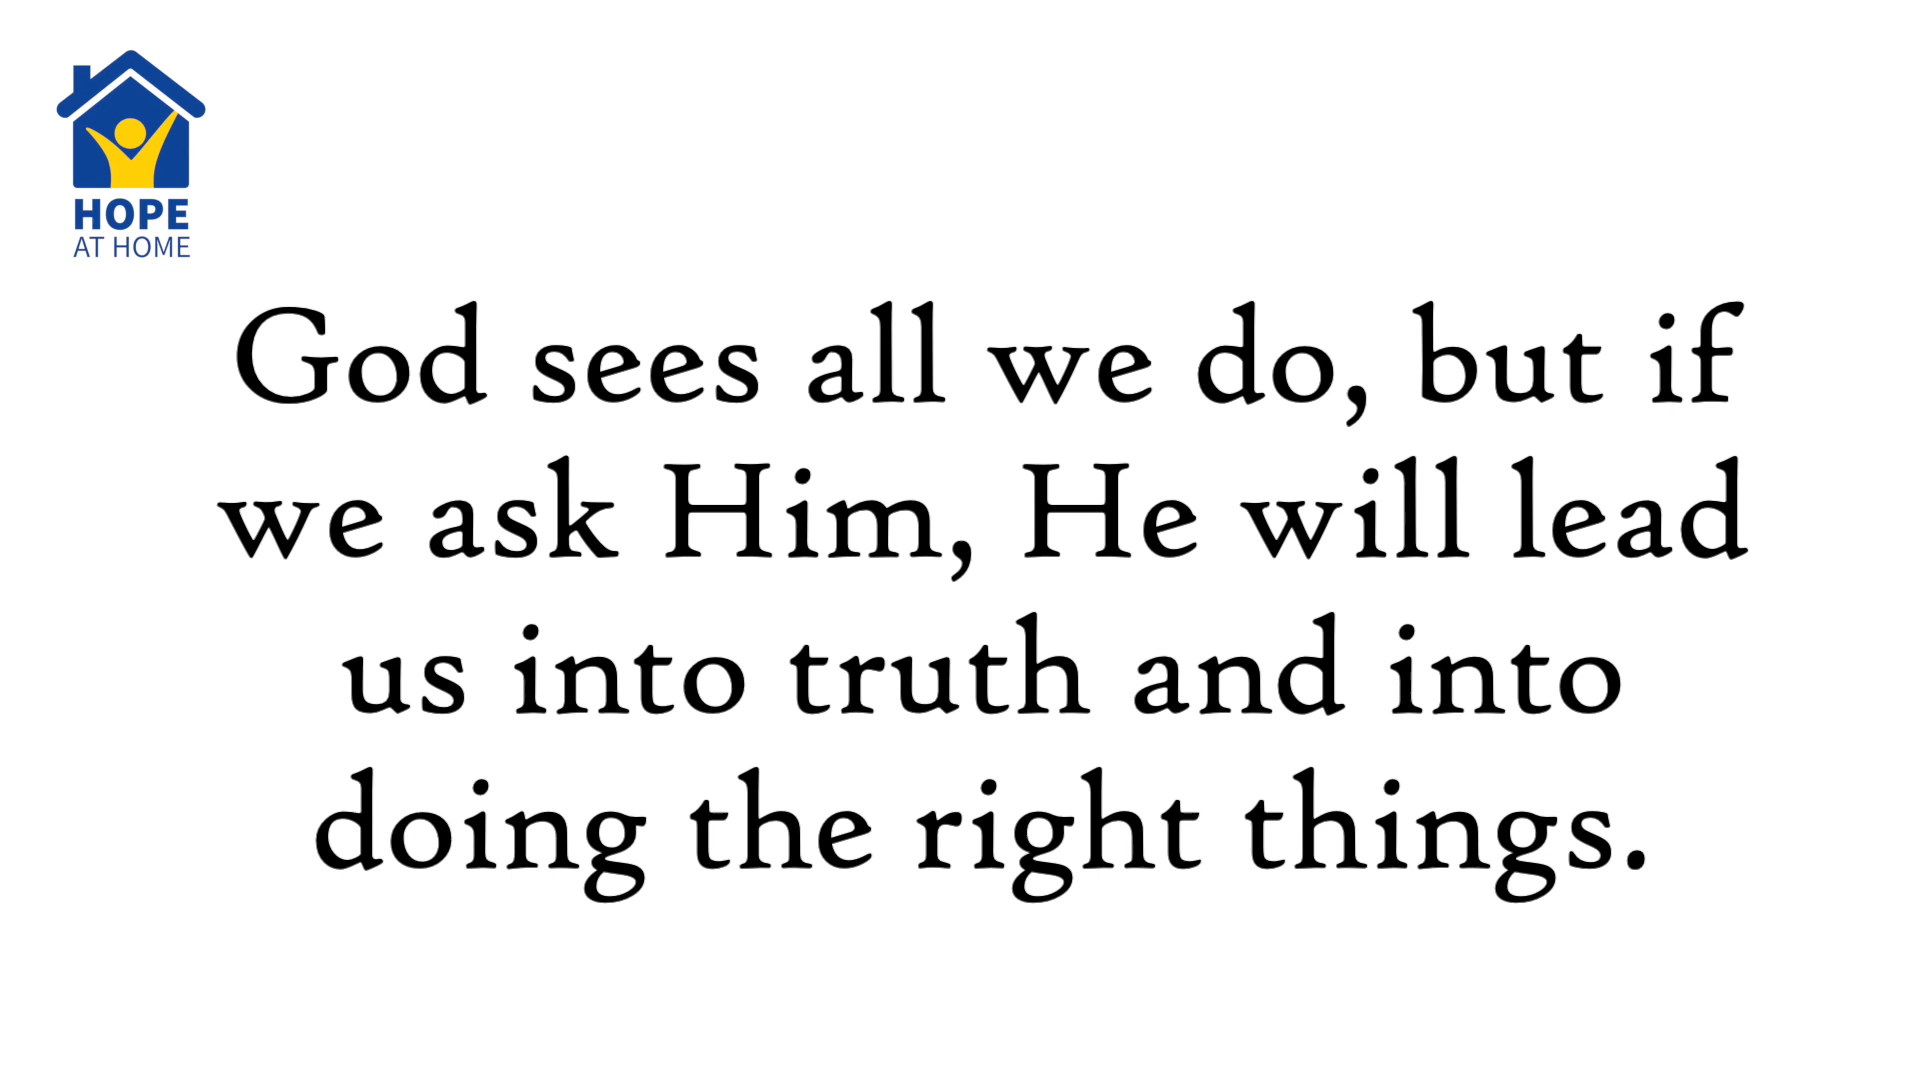 HOPE
AT HOME
God sees all we do, but if
we ask Him, He will lead
us into truth and into
doing the right things.